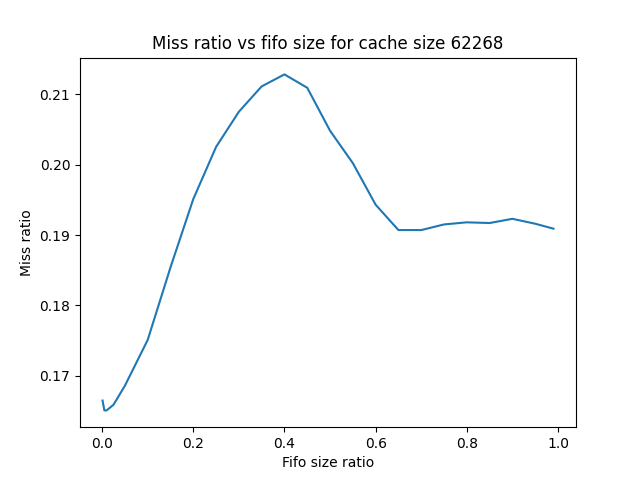 Miss ratio vs fifo size for cache size 62268
0.21
0.20
0.19
0.18
0.17
Miss ratio
0.0 0.2 0.4 0.6 0.8 1.0
Fifo size ratio